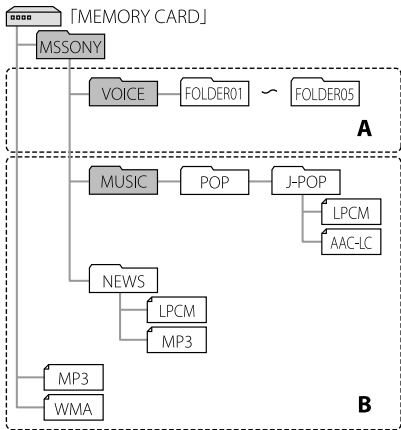 「MEMORY CARD」
MSSONY
VOICE FOLDER01 ~ FOLDER05
A
MUSIC POP J-POP
LPCM
AAC-LC
NEWS
LPCM
MP3
MP3
WMA B